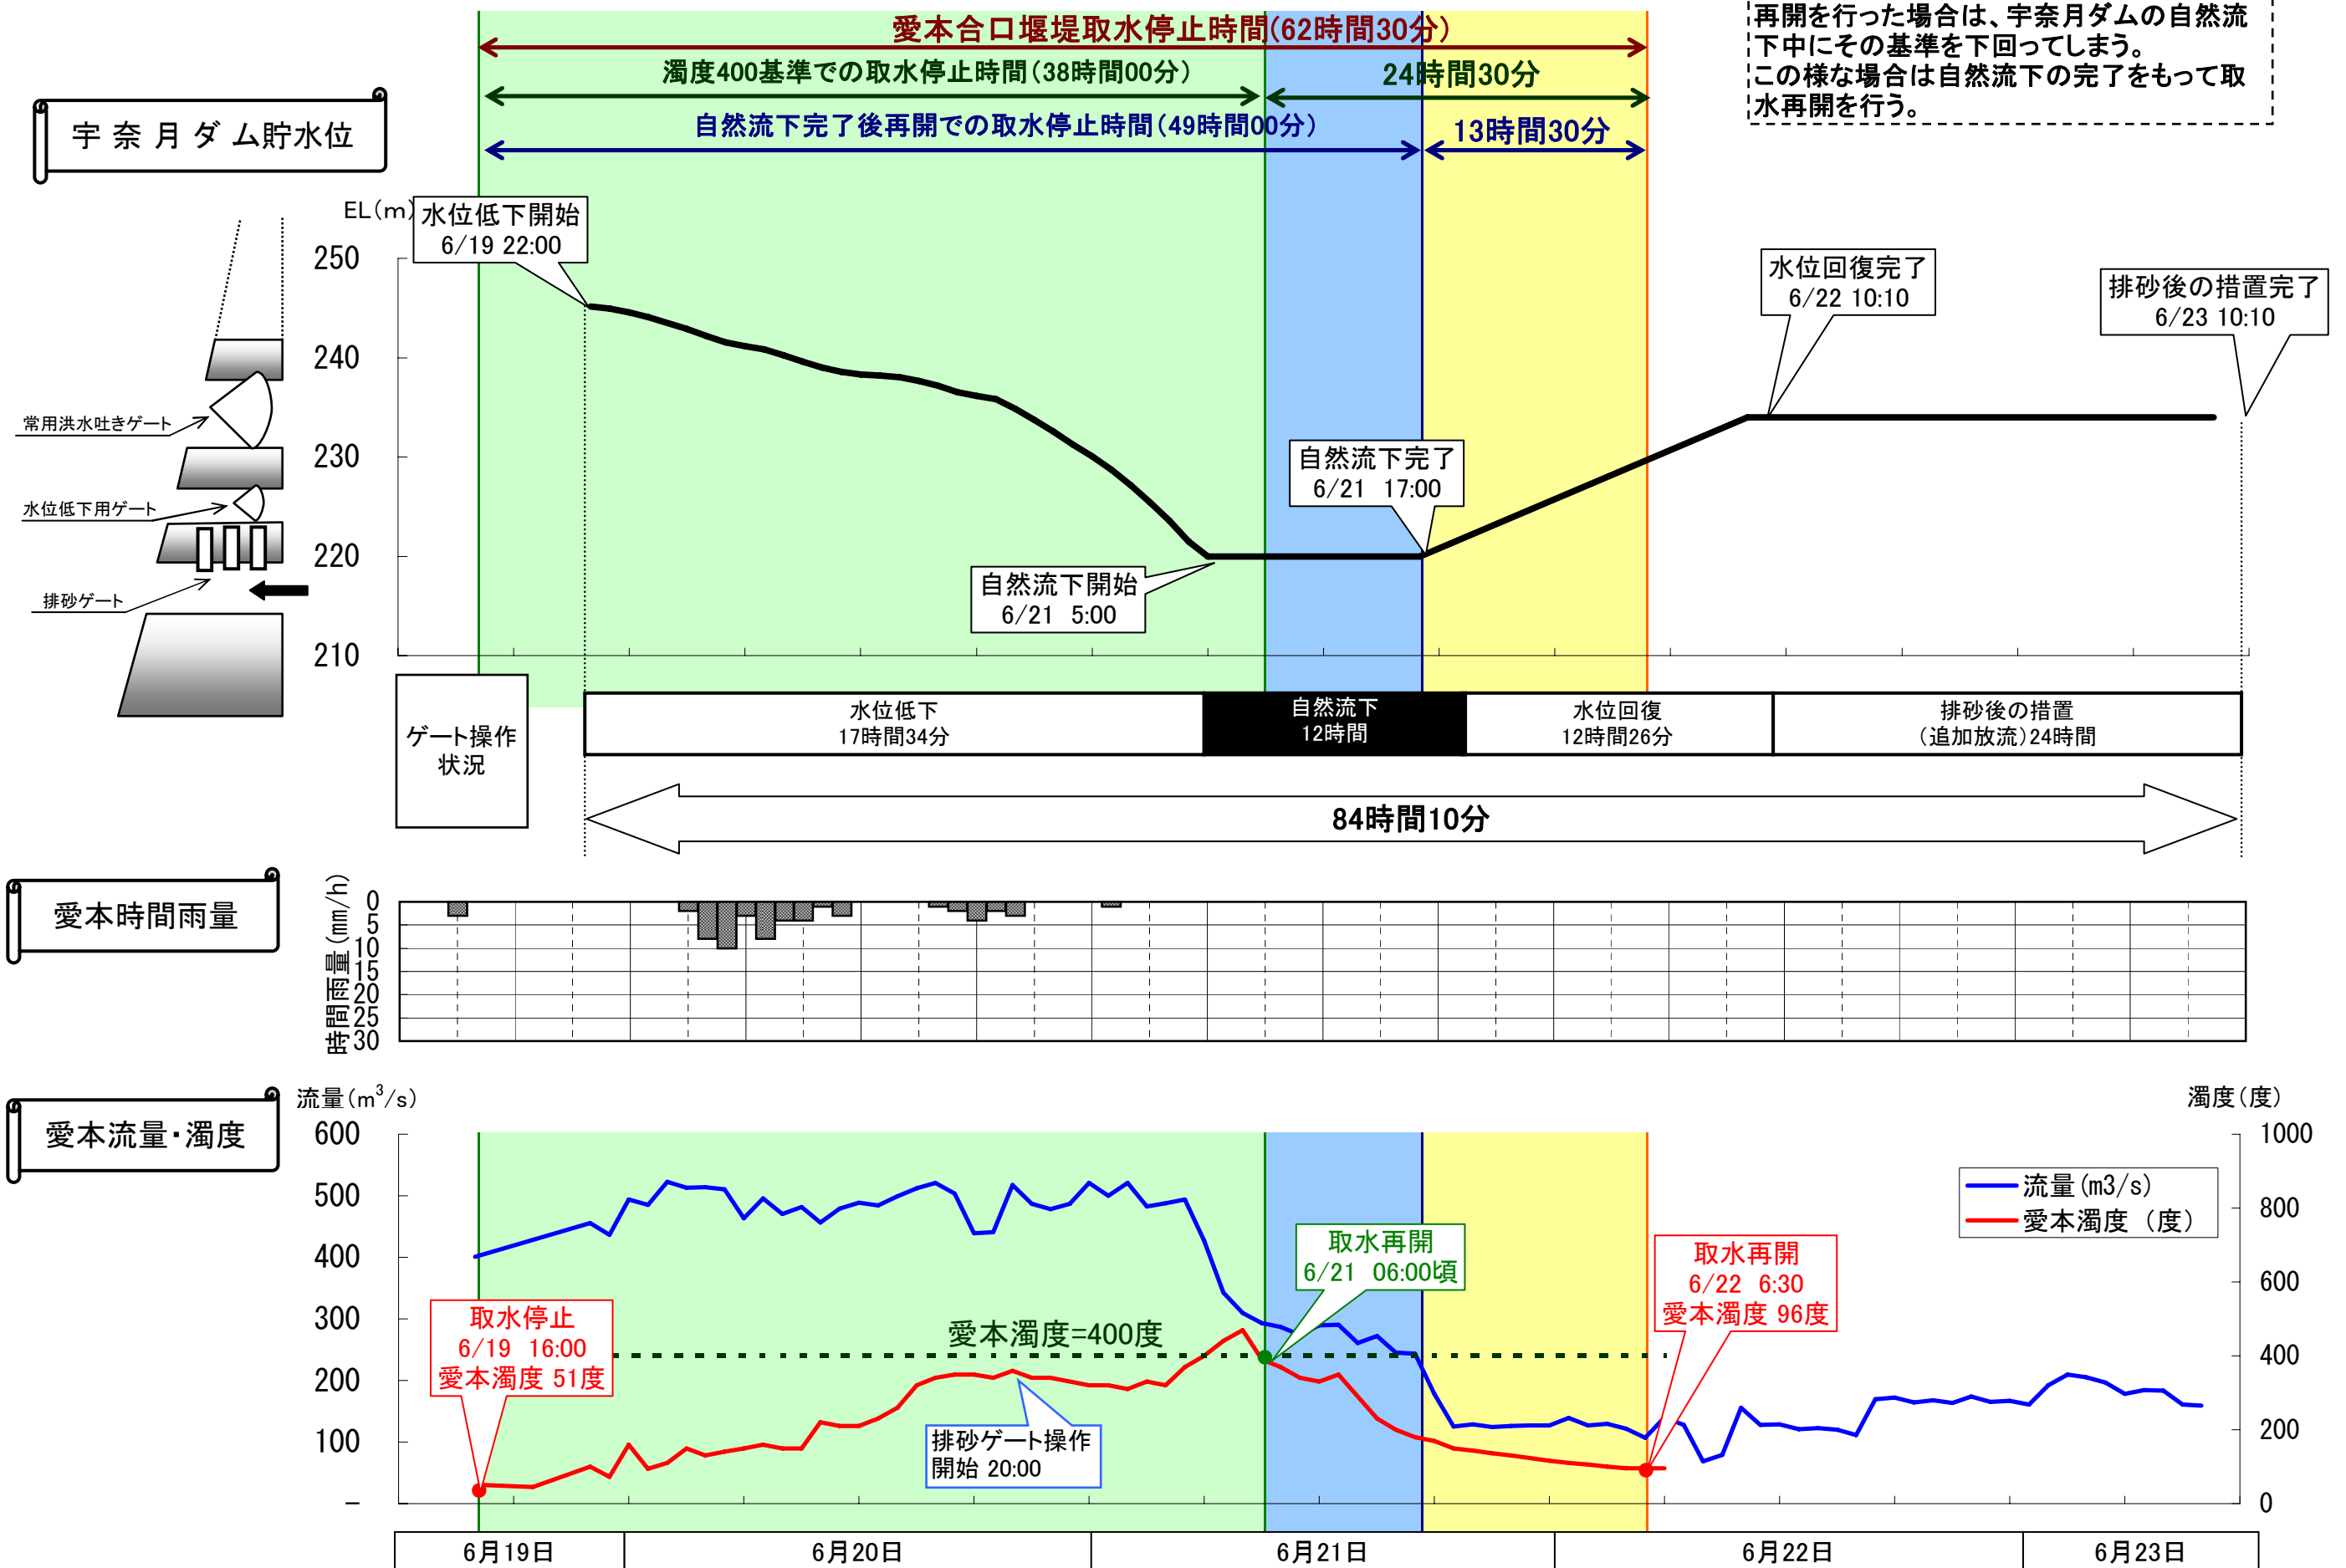 再開を行った場合は、宇奈月ダムの自然流
下中にその基準を下回ってしまう。
この様な場合は自然流下の完了をもって取
水再開を行う。
愛本合口堰堤取水停止時間(62時間30分)
濁度400基準での取水停止時間(38時間00分)
24時間30分
自然流下完了後再開での取水停止時間(49時間00分)
13時間30分
宇奈月ダム貯水位
EL(m)
250
240
230
220
210
水位低下開始
6/19 22:00
水位回復完了
6/22 10:10
排砂後の措置完了
6/23 10:10
自然流下完了
6/21 17:00
自然流下開始
6/21 5:00
常用洪水吐きゲート
水位低下用ゲート
排砂ゲート
ゲート操作
状況
水位低下
17時間34分
自然流下
12時間
水位回復
12時間26分
排砂後の措置
(追加放流)24時間
84時間10分
愛本時間雨量
時間雨量(mm/h)
0
5
10
15
20
25
30
愛本流量・濁度
流量(m³/s)
600
500
400
300
200
100
-
濁度(度)
1000
800
600
400
200
0
流量(m3/s)
愛本濁度 (度)
取水停止
6/19 16:00
愛本濁度 51度
愛本濁度=400度
排砂ゲート操作
開始 20:00
取水再開
6/21 06:00頃
取水再開
6/22 6:30
愛本濁度 96度
6月19日
6月20日
6月21日
6月22日
6月23日